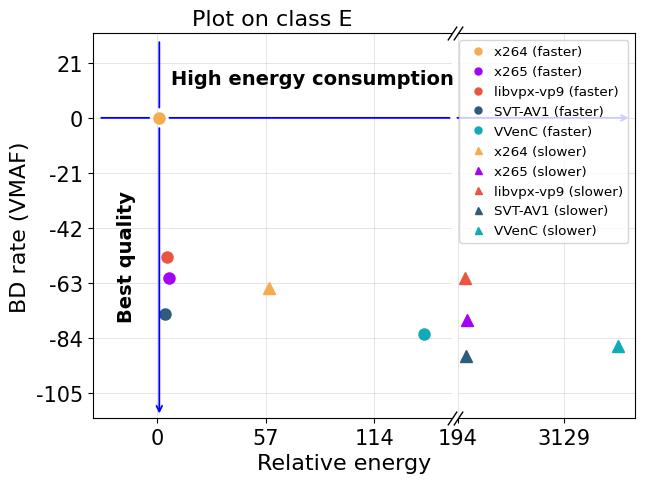 Plot on class E
High energy consumption
Best quality
BD rate (VMAF)
21
0
-21
-42
-63
-84
-105
0 57 114 194 3129
Relative energy
x264 (faster)
x265 (faster)
libvpx-vp9 (faster)
SVT-AV1 (faster)
VVenC (faster)
x264 (slower)
x265 (slower)
libvpx-vp9 (slower)
SVT-AV1 (slower)
VVenC (slower)